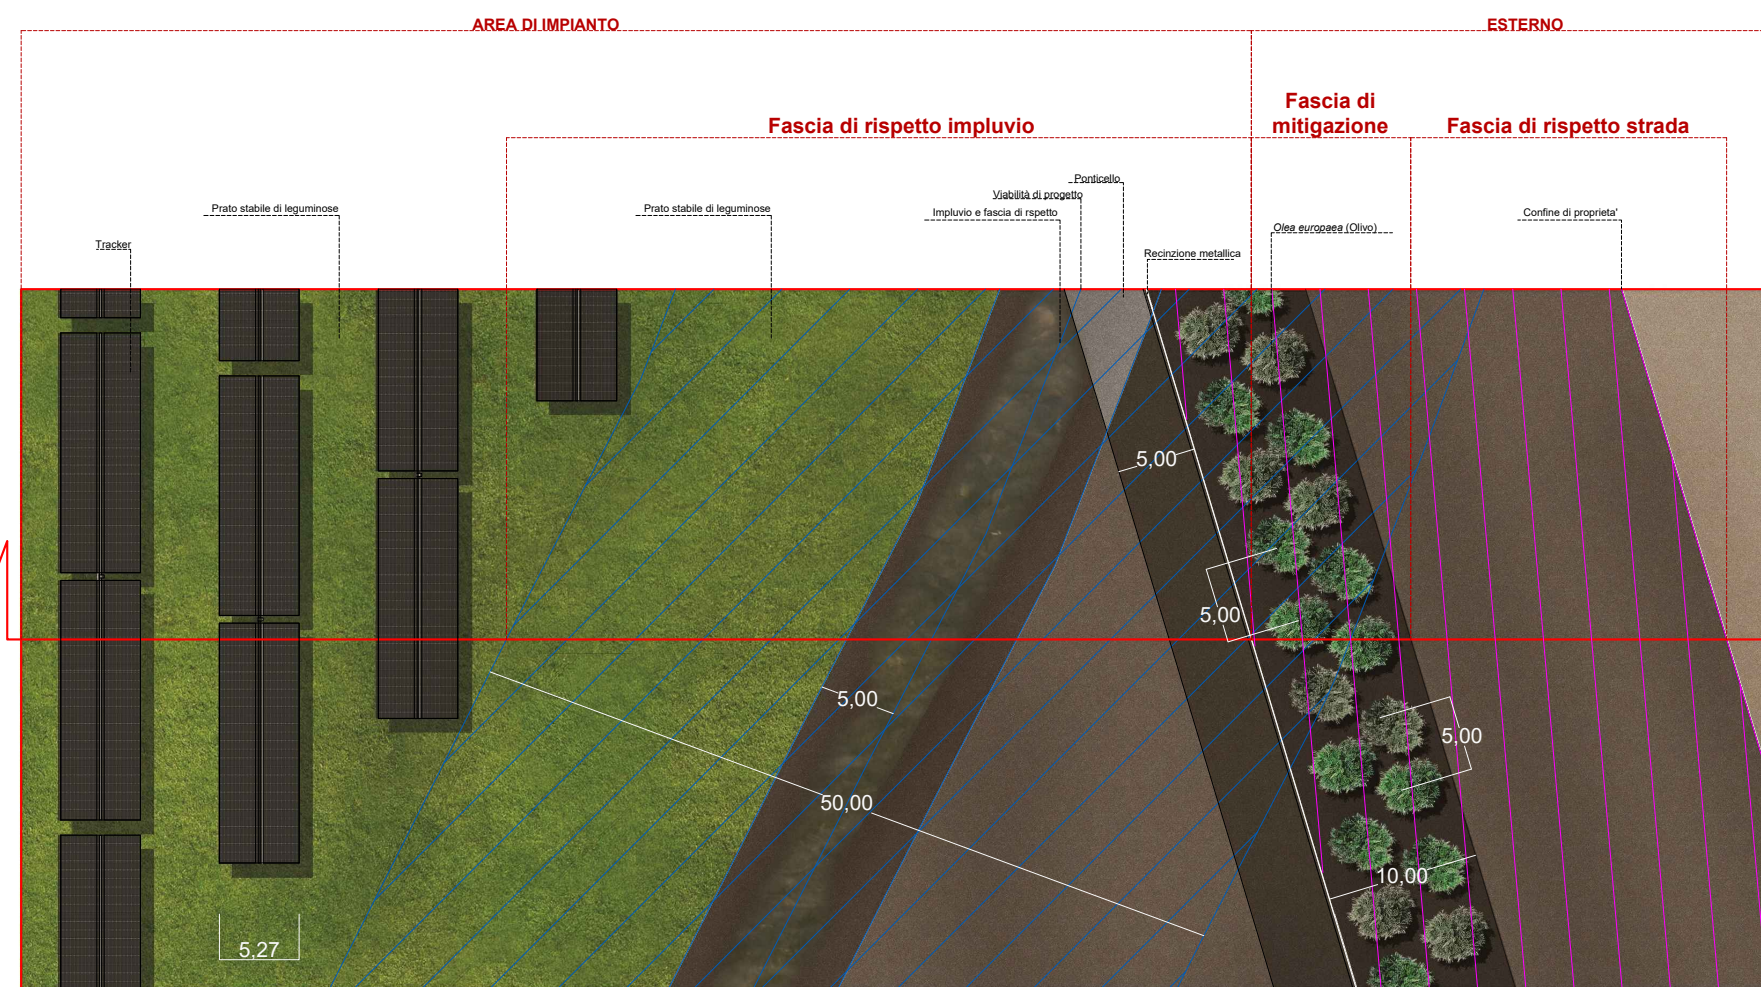 AREA DI IMPIANTO
ESTERNO
Fascia di rispetto impluvio
Fascia di
mitigazione
Fascia di rispetto strada
Tracker
Prato stabile di leguminose
Prato stabile di leguminose
Impluvio e fascia di rspetto
Viabilità di progetto
Ponticello
Recinzione metallica
Olea europaea (Olivo)
Confine di proprieta'
5,00
5,00
5,00
5,00
50,00
10,00
5,27